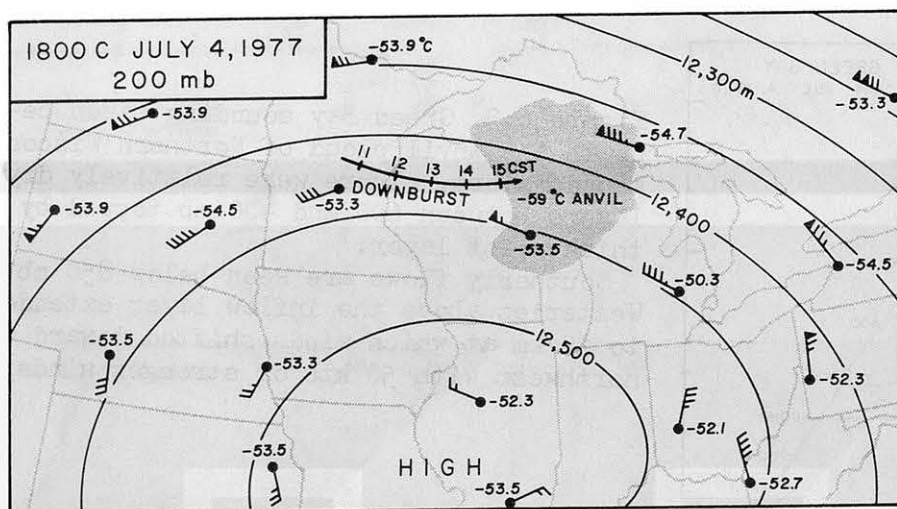 1800 C JULY 4, 1977
200 mb
-53.9°C
12,300m
-53.3
-53.9
-54.7
11 12 13 14 15 CST
DOWNBURST
-59°C ANVIL
12,400
-53.3
-53.9
-54.5
-53.5
-54.5
-50.3
12,500
-53.5
-53.3
-52.3
-52.3
-52.1
-53.5
HIGH
-53.5
-52.7